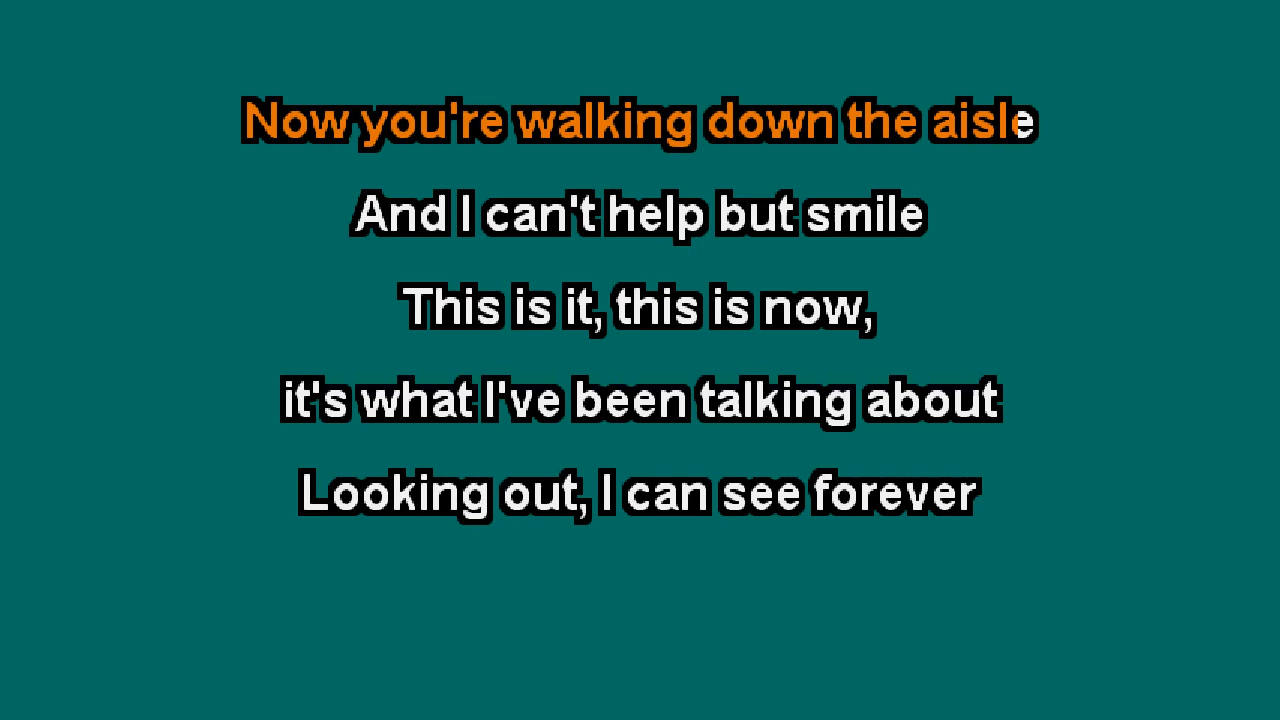 Now you're walking down the aisle
And I can't help but smile
This is it, this is now,
it's what I've been talking about
Looking out, I can see forever